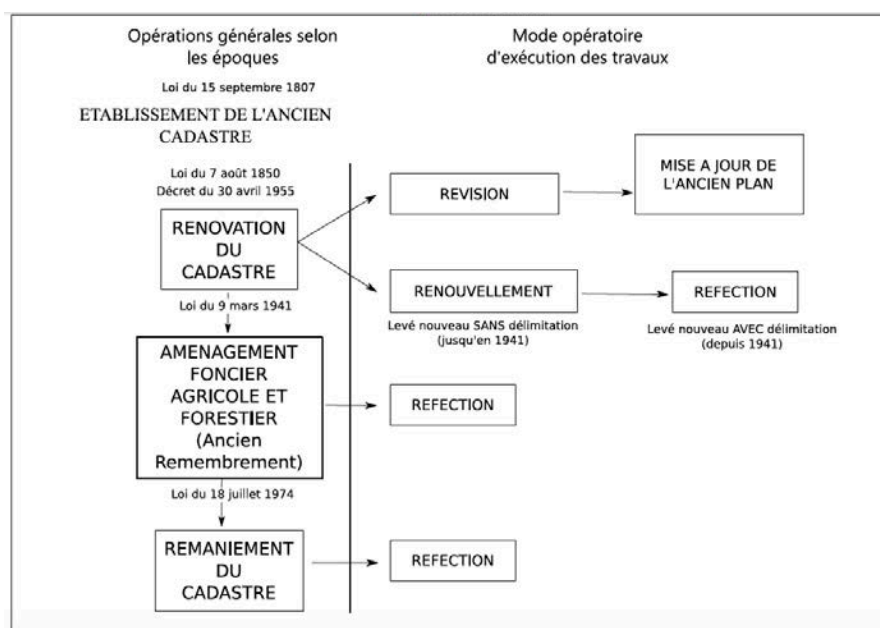 Opérations générales selon
les époques
Mode opératoire
d'exécution des travaux
Loi du 15 septembre 1807
ETABLISSEMENT DE L'ANCIEN
CADASTRE
Loi du 7 août 1850
Décret du 30 avril 1955
RENOVATION
DU
CADASTRE
REVISION
MISE A JOUR DE
L'ANCIEN PLAN
RENOUVELLEMENT
Levé nouveau SANS délimitation
(jusqu'en 1941)
REFECTION
Levé nouveau AVEC délimitation
(depuis 1941)
Loi du 9 mars 1941
AMENAGEMENT
FONCIER
AGRICOLE ET
FORESTIER
(Ancien
Remembrement)
REFECTION
Loi du 18 juillet 1974
REMANIEMENT
DU
CADASTRE
REFECTION